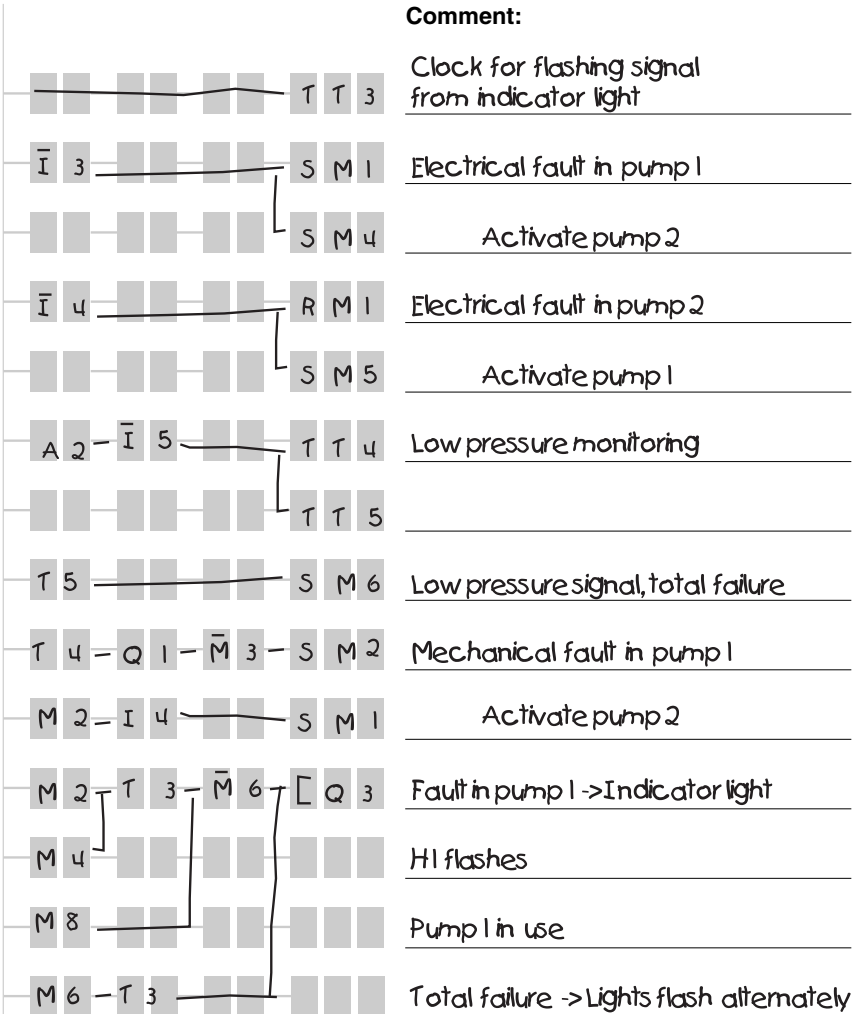 Comment:
T T 3 Clock for flashing signal
from indicator light
Ī 3 S M 1 Electrical fault in pump 1
S M 4 Activate pump 2
Ī 4 R M 1 Electrical fault in pump 2
S M 5 Activate pump 1
A 2 Ī 5 T T 4 Low pressure monitoring
T T 5
T 5 S M 6 Low pressure signal, total failure
T 4 Q 1 M̄ 3 S M 2 Mechanical fault in pump 1
M 2 I 4 S M 1 Activate pump 2
M 2 T 3 M̄ 6 [ Q 3 Fault in pump 1 -> Indicator light
M 4 H1 flashes
M 8 Pump 1 in use
M 6 T 3 Total failure -> Lights flash alternately